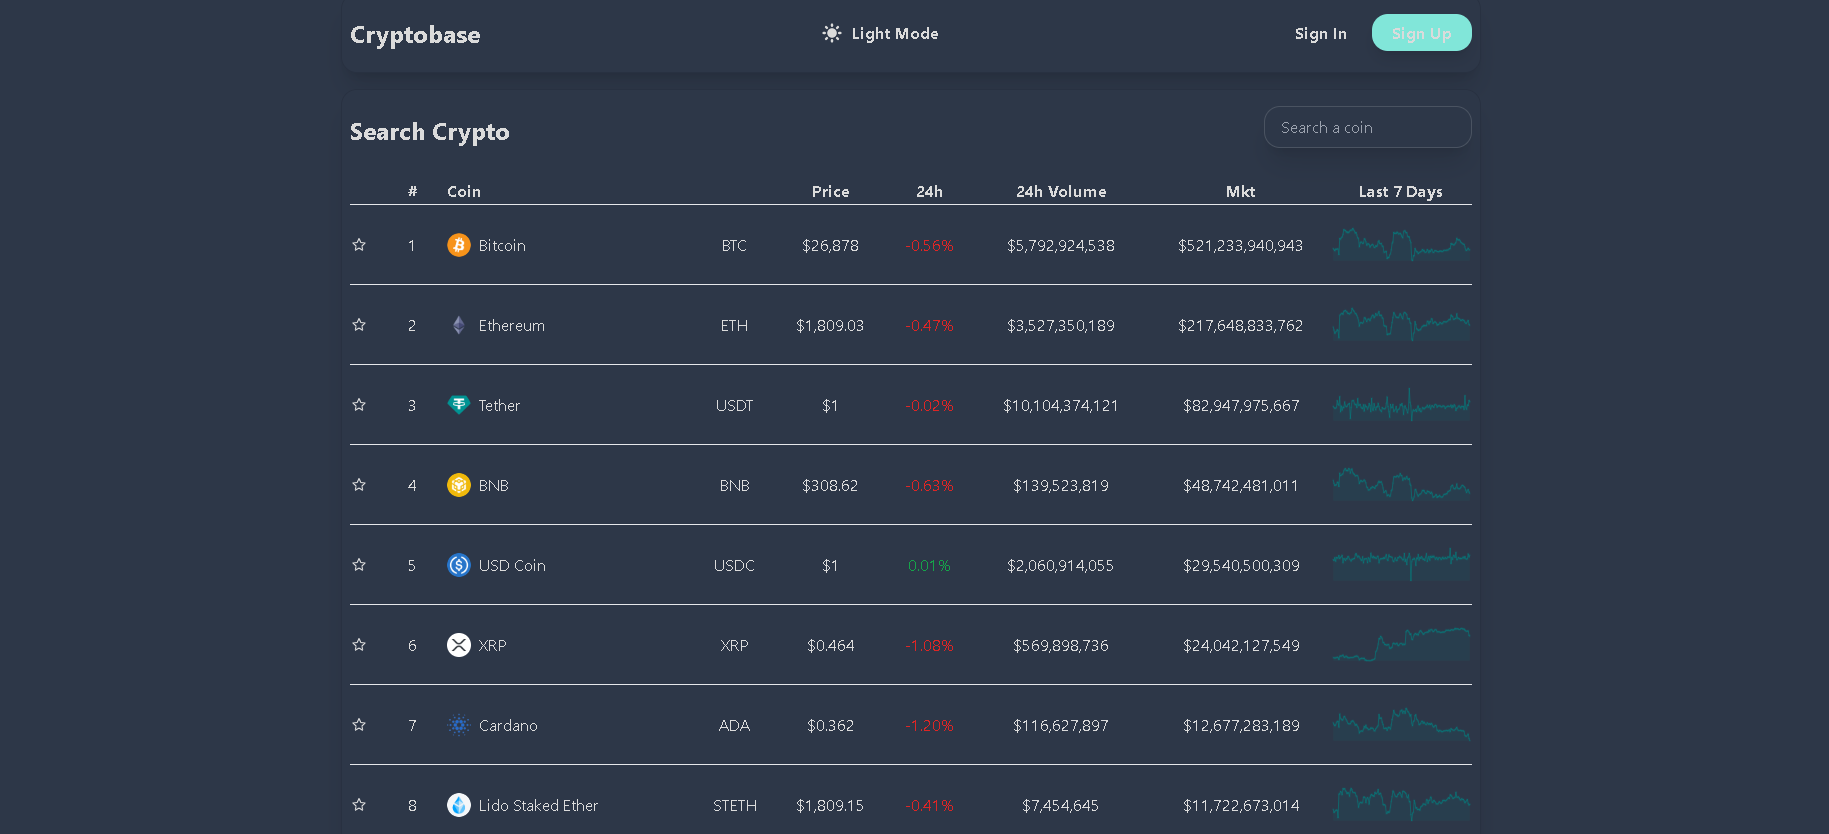 Cryptobase Light Mode Sign In Sign Up
Search Crypto Search a coin
# Coin Price 24h 24h Volume Mkt Last 7 Days
1 Bitcoin BTC $26,878 -0.56% $5,792,924,538 $521,233,940,943
2 Ethereum ETH $1,809.03 -0.47% $3,527,350,189 $217,648,833,762
3 Tether USDT $1 -0.02% $10,104,374,121 $82,947,975,667
4 BNB BNB $308.62 -0.63% $139,523,819 $48,742,481,011
5 USD Coin USDC $1 0.01% $2,060,914,055 $29,540,500,309
6 XRP XRP $0.464 -1.08% $569,898,736 $24,042,127,549
7 Cardano ADA $0.362 -1.20% $116,627,897 $12,677,283,189
8 Lido Staked Ether STETH $1,809.15 -0.41% $7,454,645 $11,722,673,014